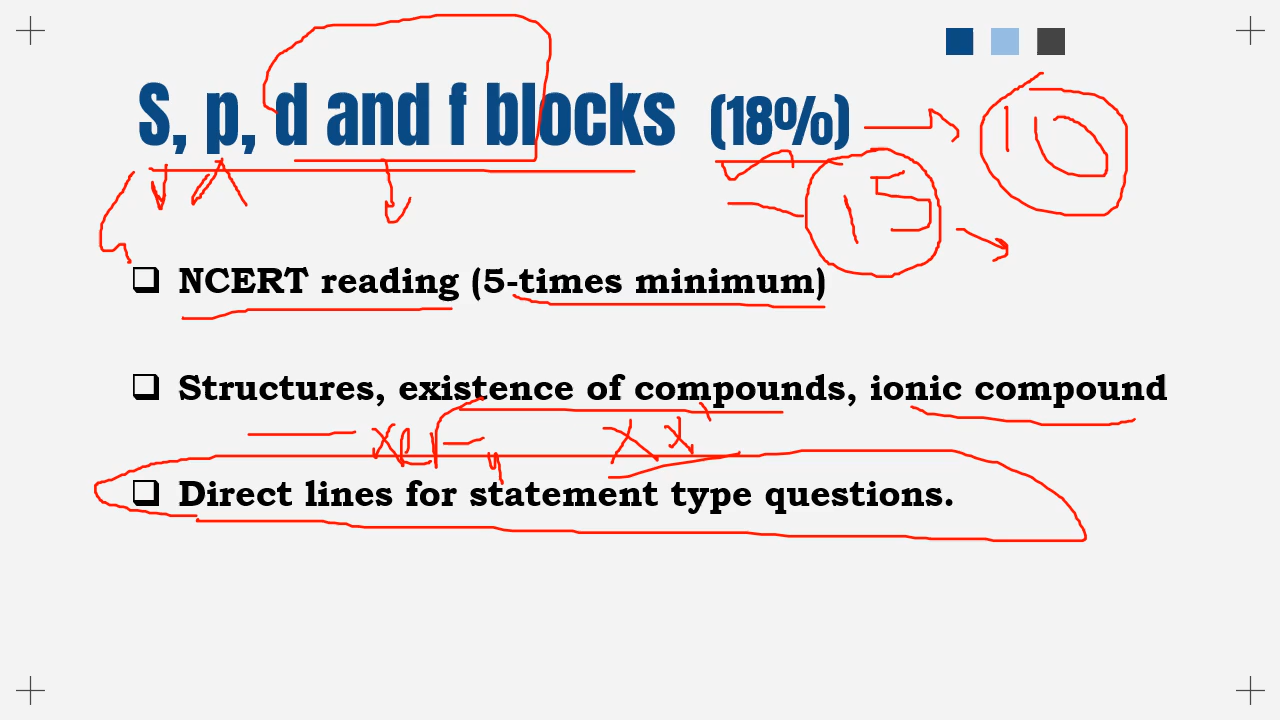 S, p, d and f blocks (18%)
10
15
NCERT reading (5-times minimum)
Structures, existence of compounds, ionic compound
Direct lines for statement type questions.